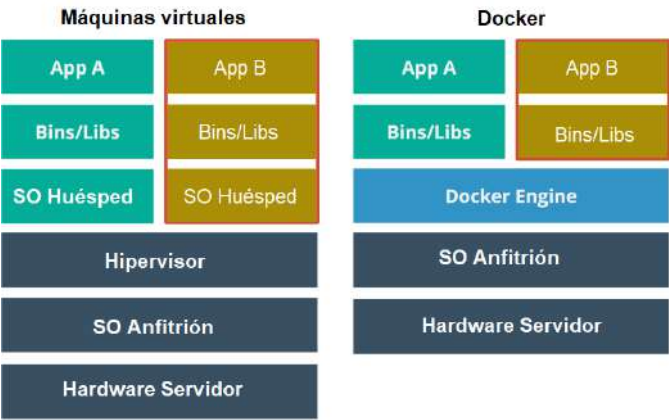 Máquinas virtuales
App A
App B
Bins/Libs
Bins/Libs
SO Huésped
SO Huésped
Hipervisor
SO Anfitrión
Hardware Servidor
Docker
App A
App B
Bins/Libs
Bins/Libs
Docker Engine
SO Anfitrión
Hardware Servidor